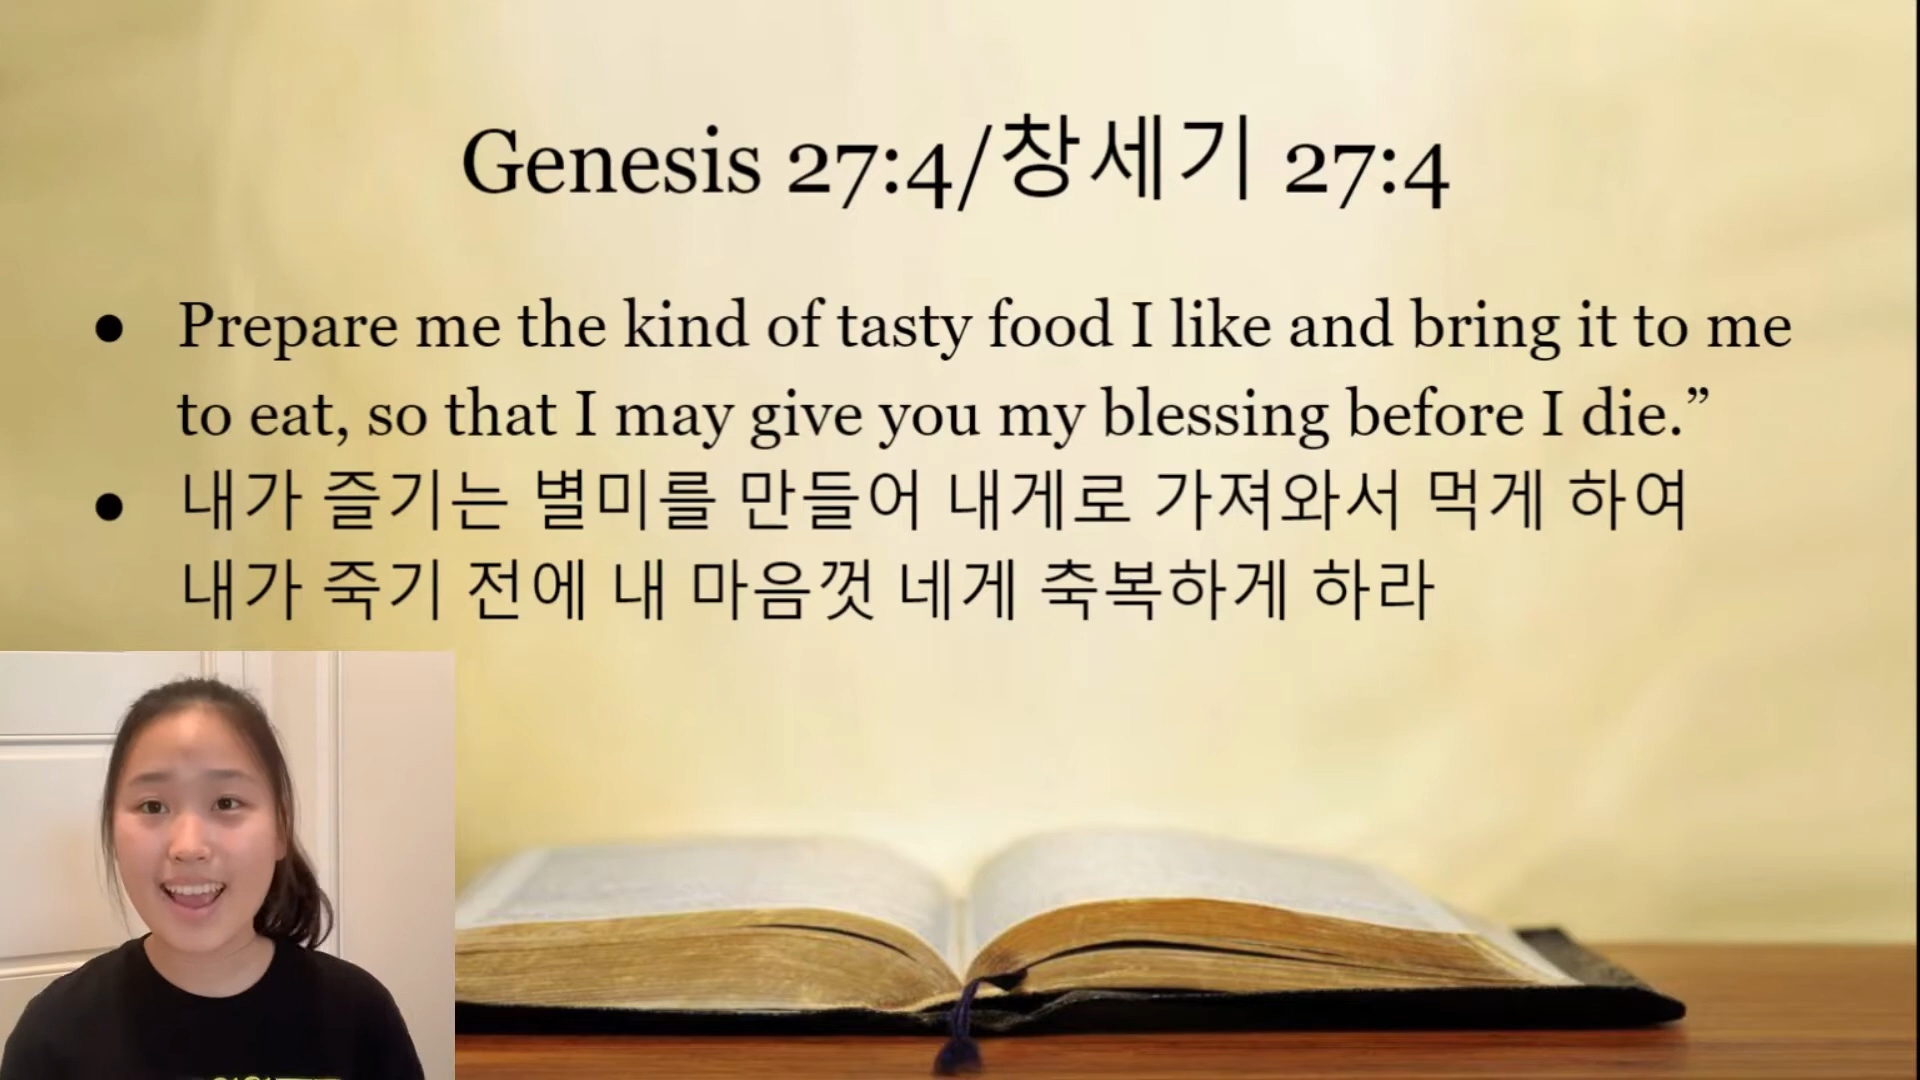 Genesis 27:4/창세기 27:4
● Prepare me the kind of tasty food I like and bring it to me
to eat, so that I may give you my blessing before I die.”
● 내가 즐기는 별미를 만들어 내게로 가져와서 먹게 하여
내가 죽기 전에 내 마음껏 네게 축복하게 하라